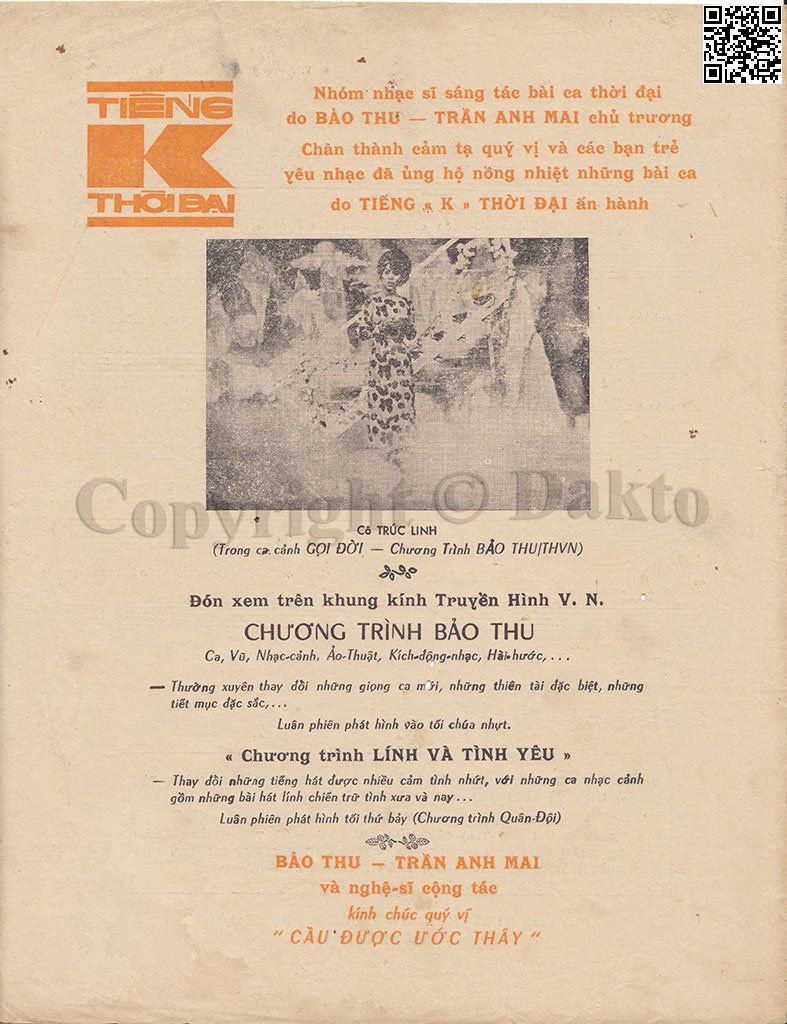 TIẾNG
K
THỜI ĐẠI
Nhóm nhạc sĩ sáng tác bài ca thời đại
do BẢO THU — TRẦN ANH MAI chủ trương
Chân thành cảm tạ quý vị và các bạn trẻ
yêu nhạc đã ủng hộ nồng nhiệt những bài ca
do TIẾNG « K » THỜI ĐẠI ấn hành
Copyright © Dakto
Cô TRÚC LINH
(Trong ca cảnh GỌI ĐỜI — Chương Trình BẢO THU/THVN)
Đón xem trên khung kính Truyền Hình V. N.
CHƯƠNG TRÌNH BẢO THU
Ca, Vũ, Nhạc-cảnh, Ảo-Thuật, Kích-động-nhạc, Hài-hước,...
— Thường xuyên thay đổi những giọng ca mới, những thiên tài đặc biệt, những
tiết mục đặc sắc,...
Luân phiên phát hình vào tối chúa nhựt.
« Chương trình LÍNH VÀ TÌNH YÊU »
— Thay đổi những tiếng hát được nhiều cảm tình nhứt, với những ca nhạc cảnh
gồm những bài hát lính chiến trữ tình xưa và nay...
Luân phiên phát hình tối thứ bảy (Chương trình Quân-Đội)
BẢO THU — TRẦN ANH MAI
và nghệ-sĩ cộng tác
kính chúc quý vị
"CẦU ĐƯỢC ƯỚC THẤY"